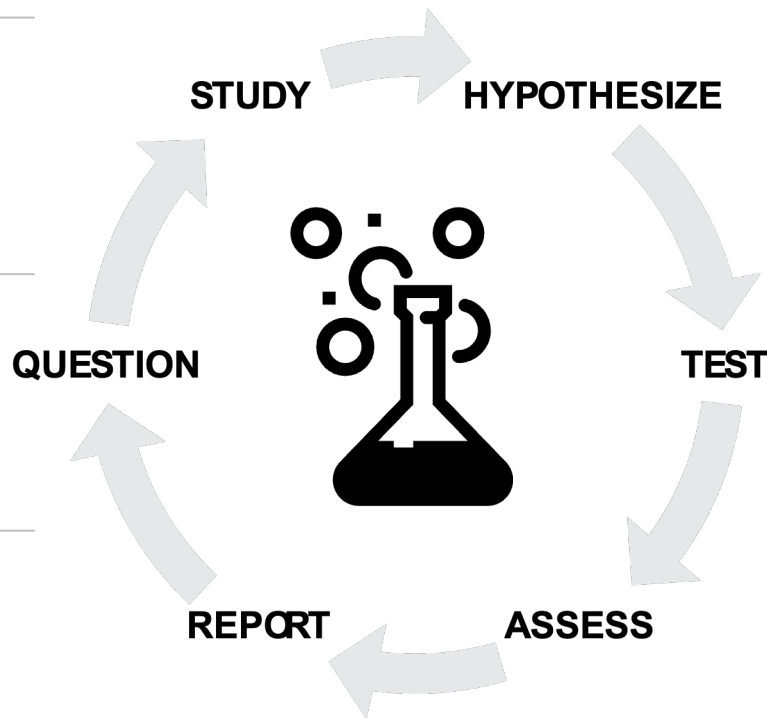 STUDY
HYPOTHESIZE
QUESTION
TEST
REPORT
ASSESS